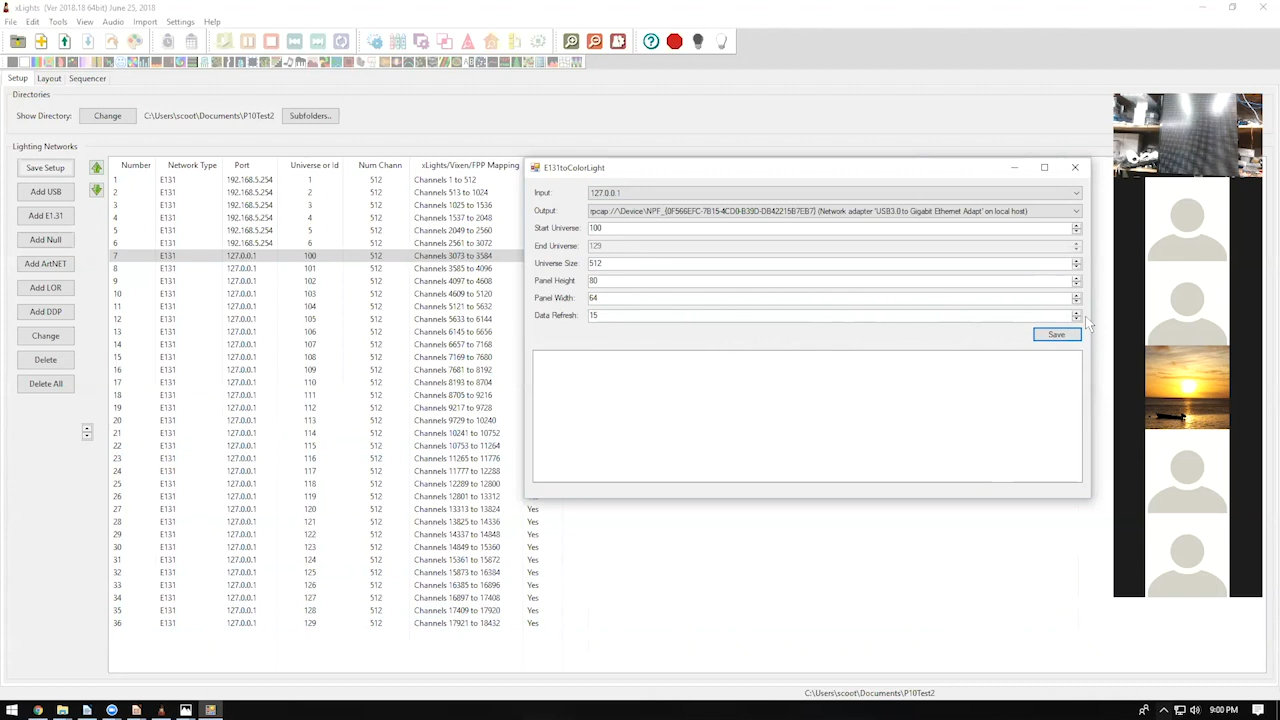 xLights (Ver 2018.18 64bit) June 25, 2018
File Edit Tools View Audio Import Settings Help
Setup Layout Sequencer
Directories
Show Directory: Change C:\Users\scoot\Documents\P10Test2 Subfolders..
Lighting Networks
Save Setup
Add USB
Add E1.31
Add Null
Add ArtNET
Add LOR
Add DDP
Change
Delete
Delete All
Number Network Type Port Universe or Id Num Chann xLights/Vixen/FPP Mapping
1 E131 192.168.5.254 1 512 Channels 1 to 512
2 E131 192.168.5.254 2 512 Channels 513 to 1024
3 E131 192.168.5.254 3 512 Channels 1025 to 1536
4 E131 192.168.5.254 4 512 Channels 1537 to 2048
5 E131 192.168.5.254 5 512 Channels 2049 to 2560
6 E131 192.168.5.254 6 512 Channels 2561 to 3072
7 E131 127.0.0.1 100 512 Channels 3073 to 3584
8 E131 127.0.0.1 101 512 Channels 3585 to 4096
9 E131 127.0.0.1 102 512 Channels 4097 to 4608
10 E131 127.0.0.1 103 512 Channels 4609 to 5120
11 E131 127.0.0.1 104 512 Channels 5121 to 5632
12 E131 127.0.0.1 105 512 Channels 5633 to 6144
13 E131 127.0.0.1 106 512 Channels 6145 to 6656
14 E131 127.0.0.1 107 512 Channels 6657 to 7168
15 E131 127.0.0.1 108 512 Channels 7169 to 7680
16 E131 127.0.0.1 109 512 Channels 7681 to 8192
17 E131 127.0.0.1 110 512 Channels 8193 to 8704
18 E131 127.0.0.1 111 512 Channels 8705 to 9216
19 E131 127.0.0.1 112 512 Channels 9217 to 9728
20 E131 127.0.0.1 113 512 Channels 9729 to 10240
21 E131 127.0.0.1 114 512 Channels 10241 to 10752
22 E131 127.0.0.1 115 512 Channels 10753 to 11264
23 E131 127.0.0.1 116 512 Channels 11265 to 11776
24 E131 127.0.0.1 117 512 Channels 11777 to 12288
25 E131 127.0.0.1 118 512 Channels 12289 to 12800
26 E131 127.0.0.1 119 512 Channels 12801 to 13312
27 E131 127.0.0.1 120 512 Channels 13313 to 13824 Yes
28 E131 127.0.0.1 121 512 Channels 13825 to 14336 Yes
29 E131 127.0.0.1 122 512 Channels 14337 to 14848 Yes
30 E131 127.0.0.1 123 512 Channels 14849 to 15360 Yes
31 E131 127.0.0.1 124 512 Channels 15361 to 15872 Yes
32 E131 127.0.0.1 125 512 Channels 15873 to 16384 Yes
33 E131 127.0.0.1 126 512 Channels 16385 to 16896 Yes
34 E131 127.0.0.1 127 512 Channels 16897 to 17408 Yes
35 E131 127.0.0.1 128 512 Channels 17409 to 17920 Yes
36 E131 127.0.0.1 129 512 Channels 17921 to 18432 Yes
E131toColorLight
Input: 127.0.0.1
Output: rpcap://\Device\NPF_{0F566EFC-7B15-4CD0-B39D-DB42215B7EB7} (Network adapter 'USB3.0 to Gigabit Ethernet Adapt' on local host)
Start Universe: 100
End Universe: 129
Universe Size: 512
Panel Height 80
Panel Width: 64
Data Refresh: 15
Save
C:\Users\scoot\Documents\P10Test2
9:00 PM